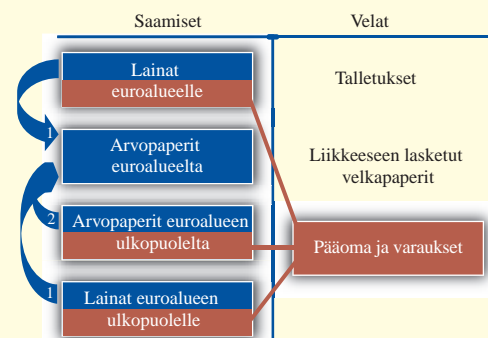 Saamiset
Velat
Lainat
euroalueelle
Talletukset
1
Arvopaperit
euroalueelta
Liikkeeseen lasketut
velkapaperit
2
Arvopaperit euroalueen
ulkopuolelta
Pääoma ja varaukset
1
Lainat euroalueen
ulkopuolelle